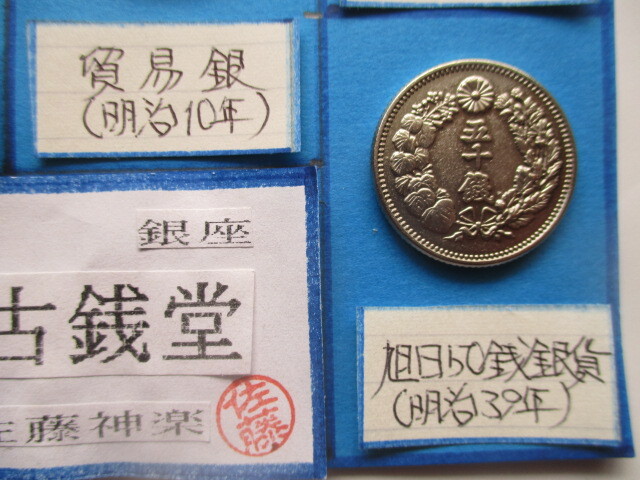 貿易銀
(明治10年)
五十錢
銀座
古銭堂
佐藤神楽
佐藤
旭日50銭銀貨
(明治39年)